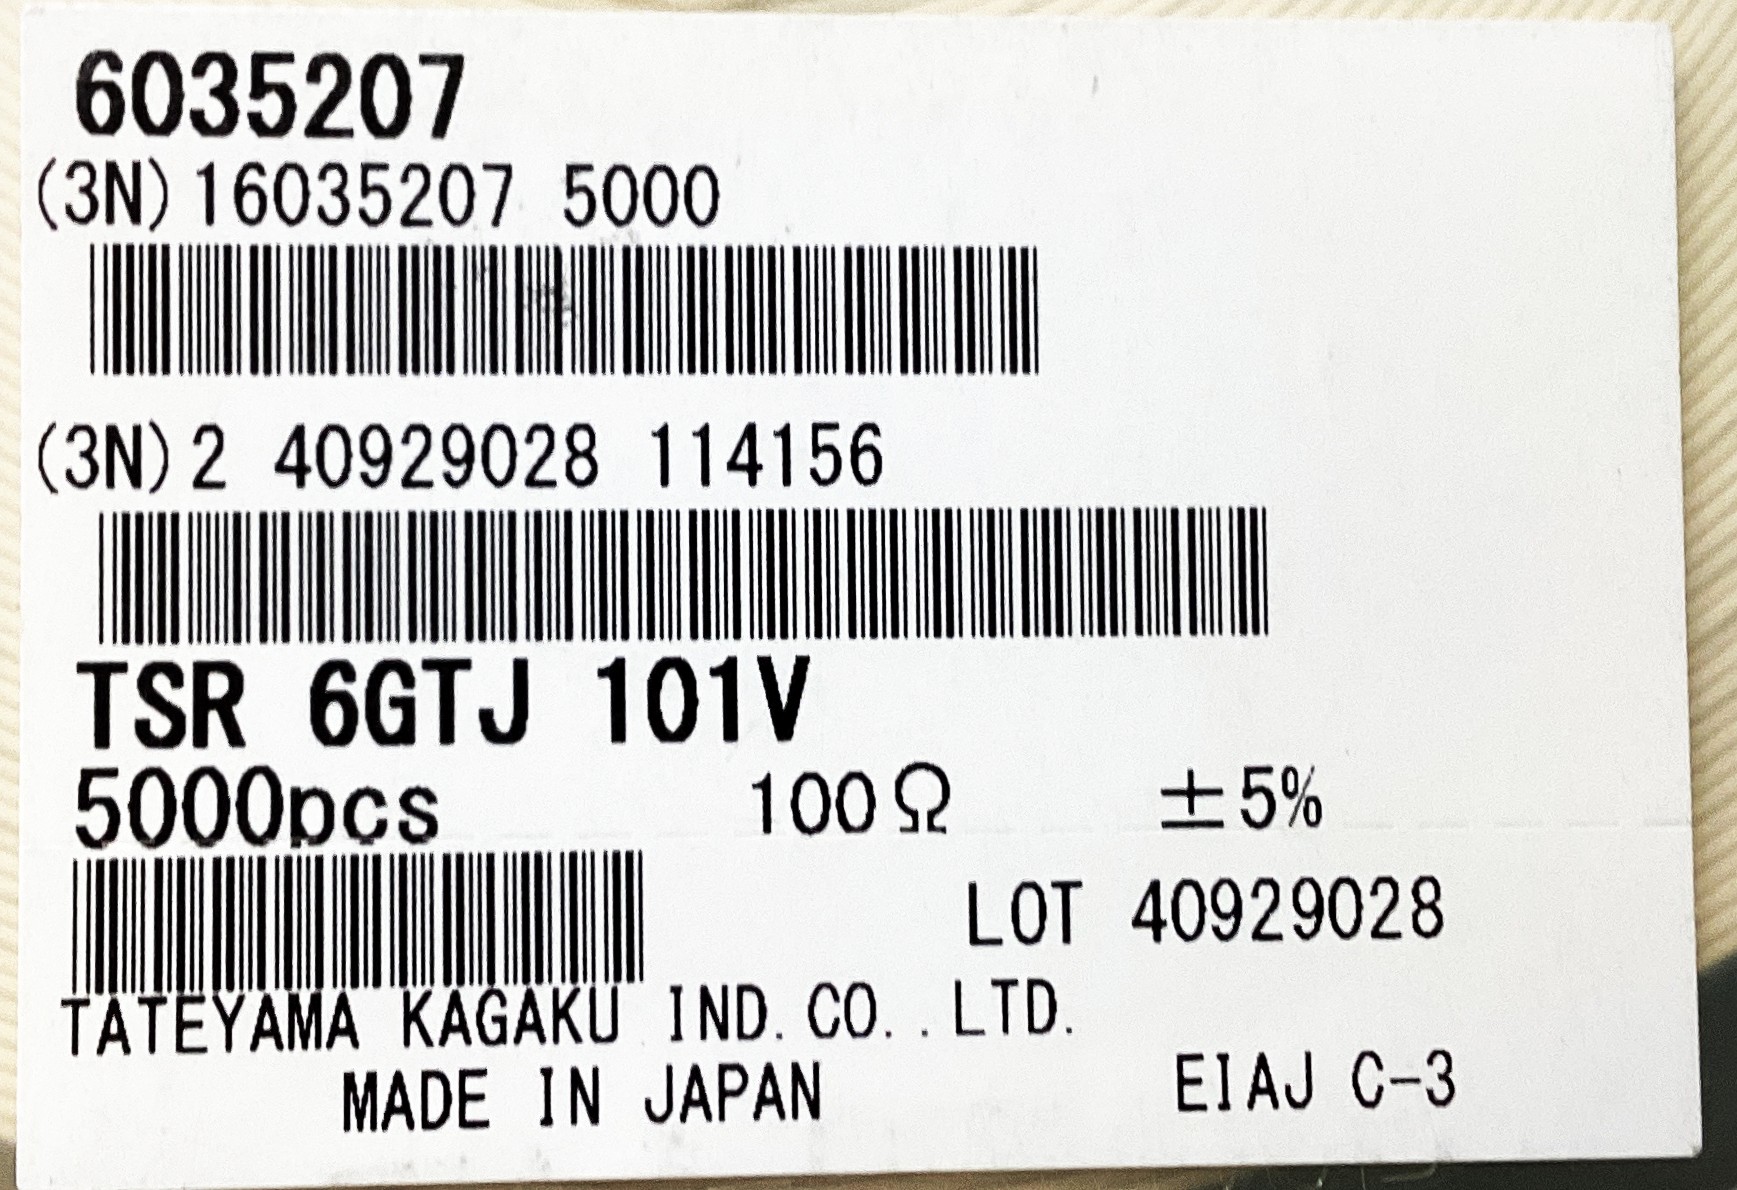 6035207
(3N)16035207 5000
(3N)2 40929028 114156
TSR 6GTJ 101V
5000pcs 100Ω ±5%
LOT 40929028
TATEYAMA KAGAKU IND.CO..LTD.
MADE IN JAPAN EIAJ C-3